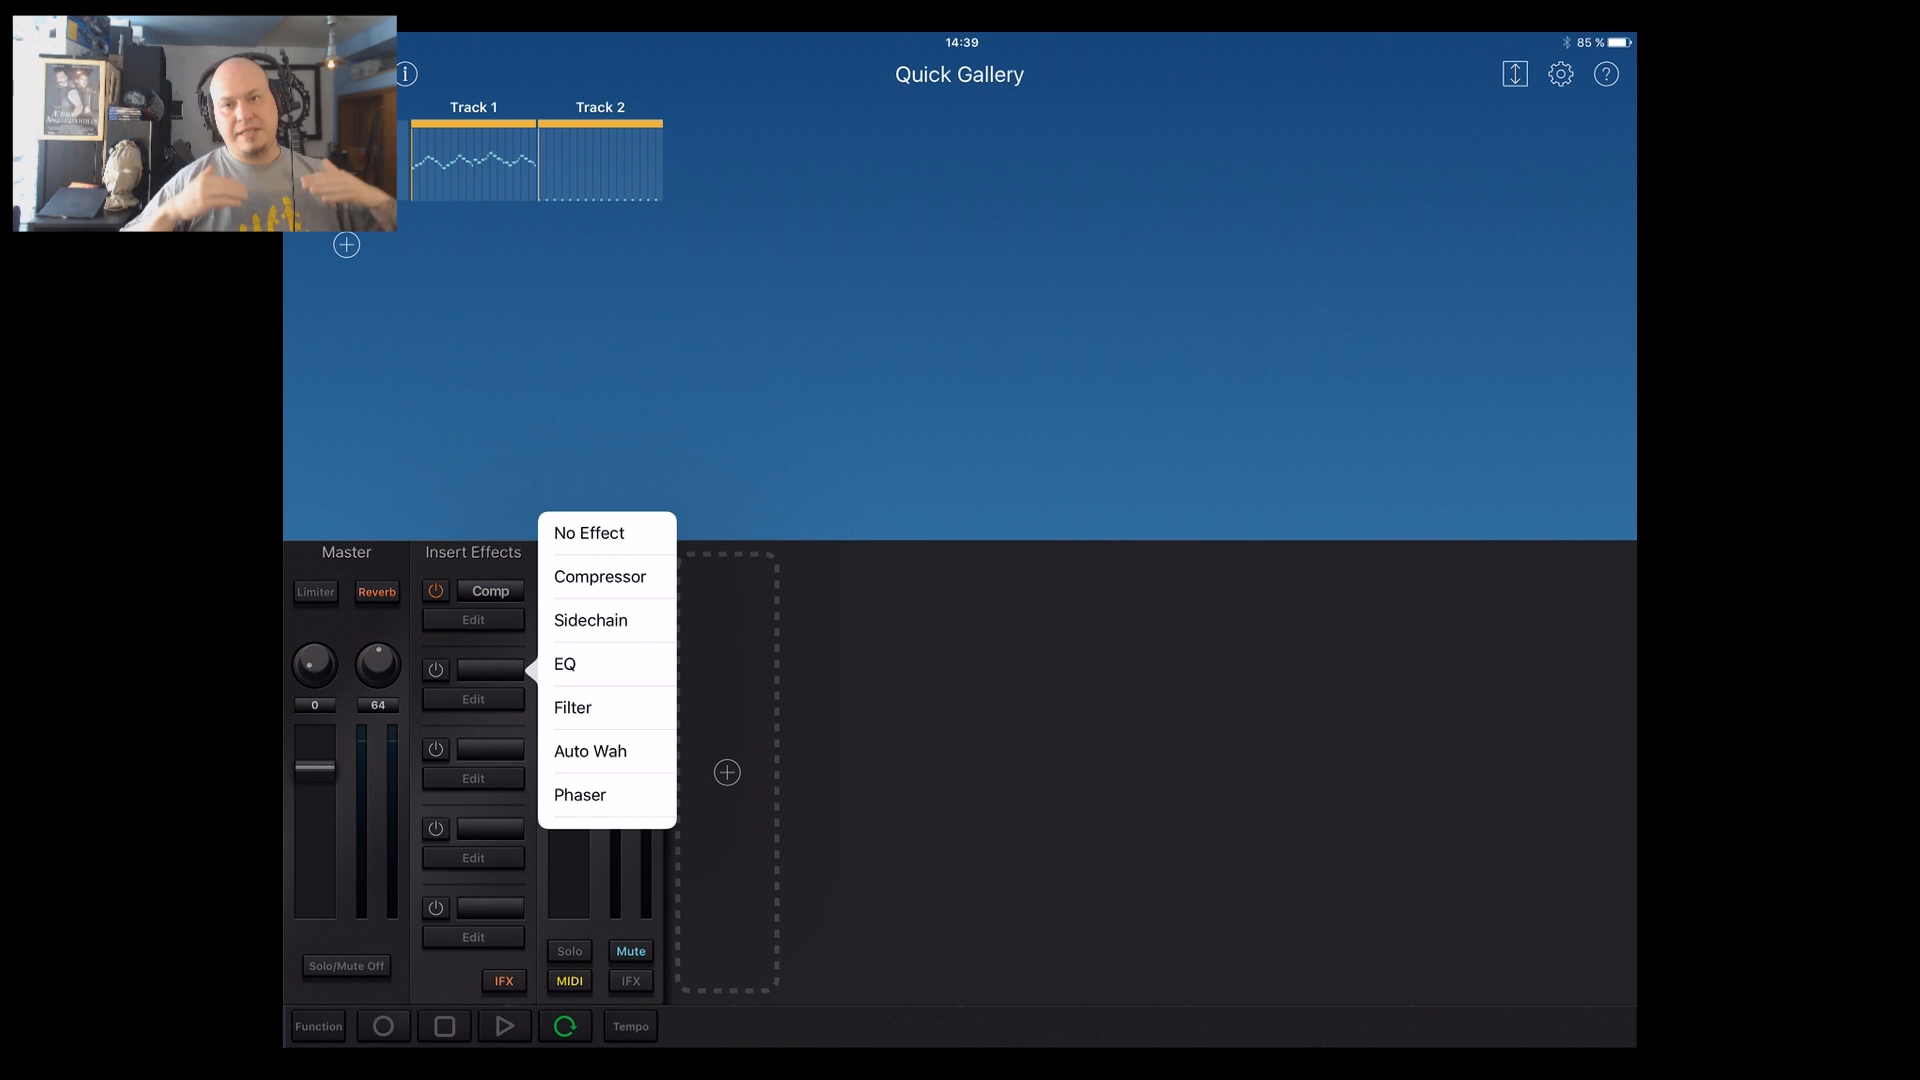 14:39
85 %
Quick Gallery
Track 1
Track 2
Master
Insert Effects
Limiter
Reverb
Comp
Edit
0
64
Edit
Edit
Edit
Edit
No Effect
Compressor
Sidechain
EQ
Filter
Auto Wah
Phaser
Solo/Mute Off
IFX
Solo
Mute
MIDI
IFX
Function
Tempo